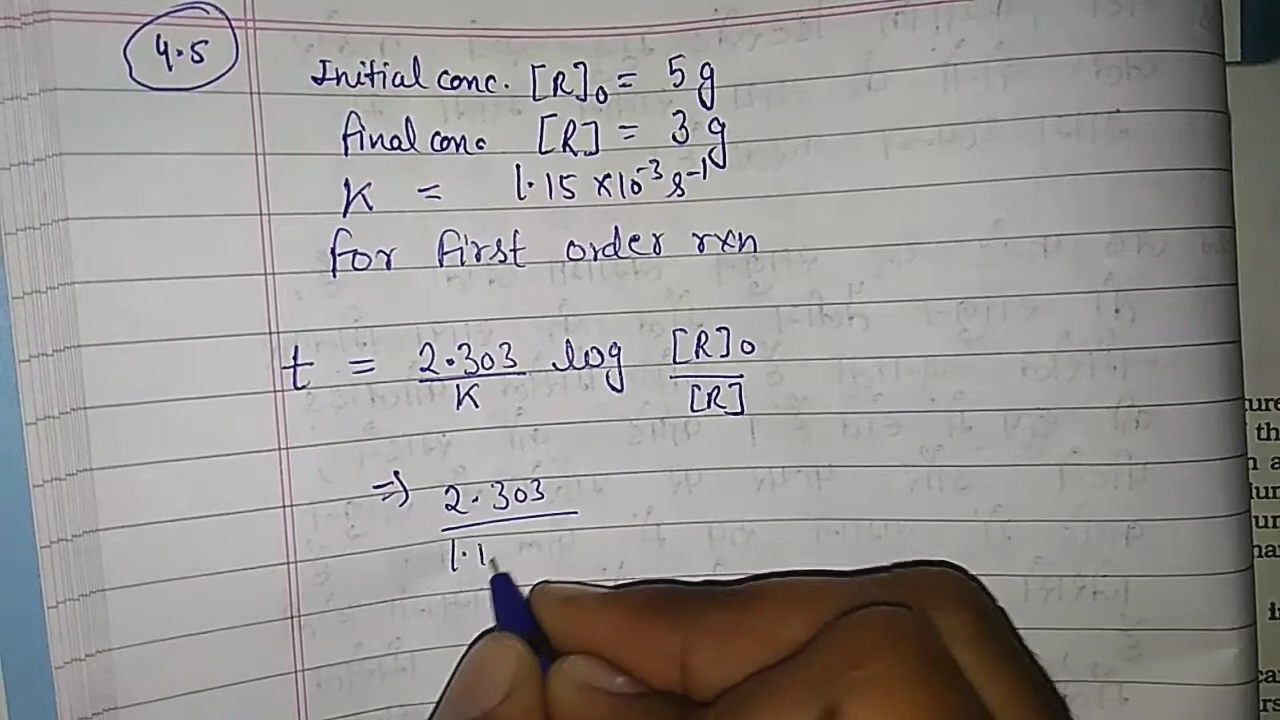 4.5
Initial conc. [R]₀ = 5g
final conc [R] = 3 g
K = 1.15 ×10⁻³ s⁻¹
for first order rxn
t = 2.303/K log [R]₀/[R]
⇒ 2.303/1.1